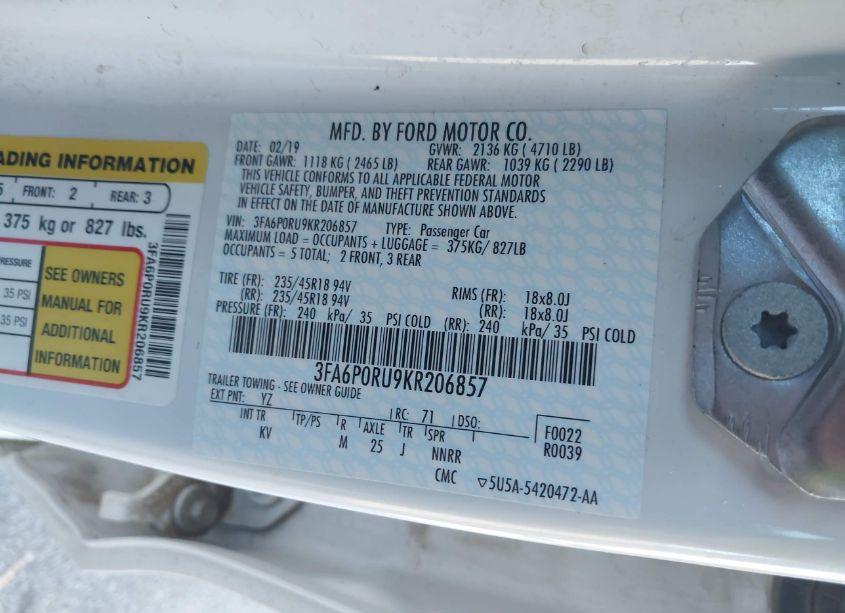 ADING INFORMATION
5 FRONT: 2 REAR: 3
375 kg or 827 lbs.
PRESSURE
35 PSI
35 PSI
SEE OWNERS
MANUAL FOR
ADDITIONAL
INFORMATION
3FA6P0RU9KR206857
MFD. BY FORD MOTOR CO.
DATE: 02/19 GVWR: 2136 KG ( 4710 LB)
FRONT GAWR: 1118 KG ( 2465 LB) REAR GAWR: 1039 KG ( 2290 LB)
THIS VEHICLE CONFORMS TO ALL APPLICABLE FEDERAL MOTOR
VEHICLE SAFETY, BUMPER, AND THEFT PREVENTION STANDARDS
IN EFFECT ON THE DATE OF MANUFACTURE SHOWN ABOVE.
VIN: 3FA6P0RU9KR206857 TYPE: Passenger Car
MAXIMUM LOAD = OCCUPANTS + LUGGAGE = 375KG/ 827LB
OCCUPANTS = 5 TOTAL; 2 FRONT, 3 REAR
TIRE (FR): 235/45R18 94V RIMS (FR): 18x8.0J
(RR): 235/45R18 94V (RR): 18x8.0J
PRESSURE (FR): 240 kPa/ 35 PSI COLD (RR): 240 kPa/ 35 PSI COLD
3FA6P0RU9KR206857
TRAILER TOWING - SEE OWNER GUIDE
EXT PNT: YZ RC: 71 DSO: F0022
INT TR TP/PS R AXLE TR SPR R0039
KV M 25 J NNRR
CMC ▽5U5A-5420472-AA